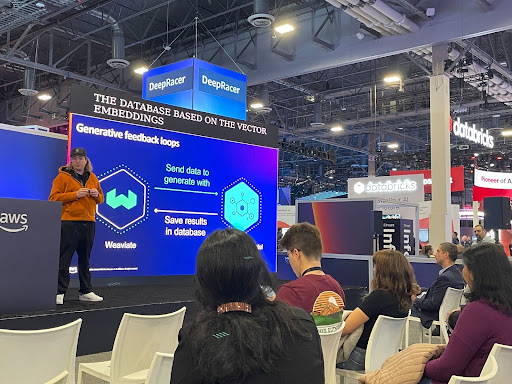 DeepRacer
DeepRacer
THE DATABASE BASED ON THE VECTOR
EMBEDDINGS
Generative feedback loops
Send data to
generate with
Save results
in database
Weaviate
aws
databricks
databricks
Pioneer of